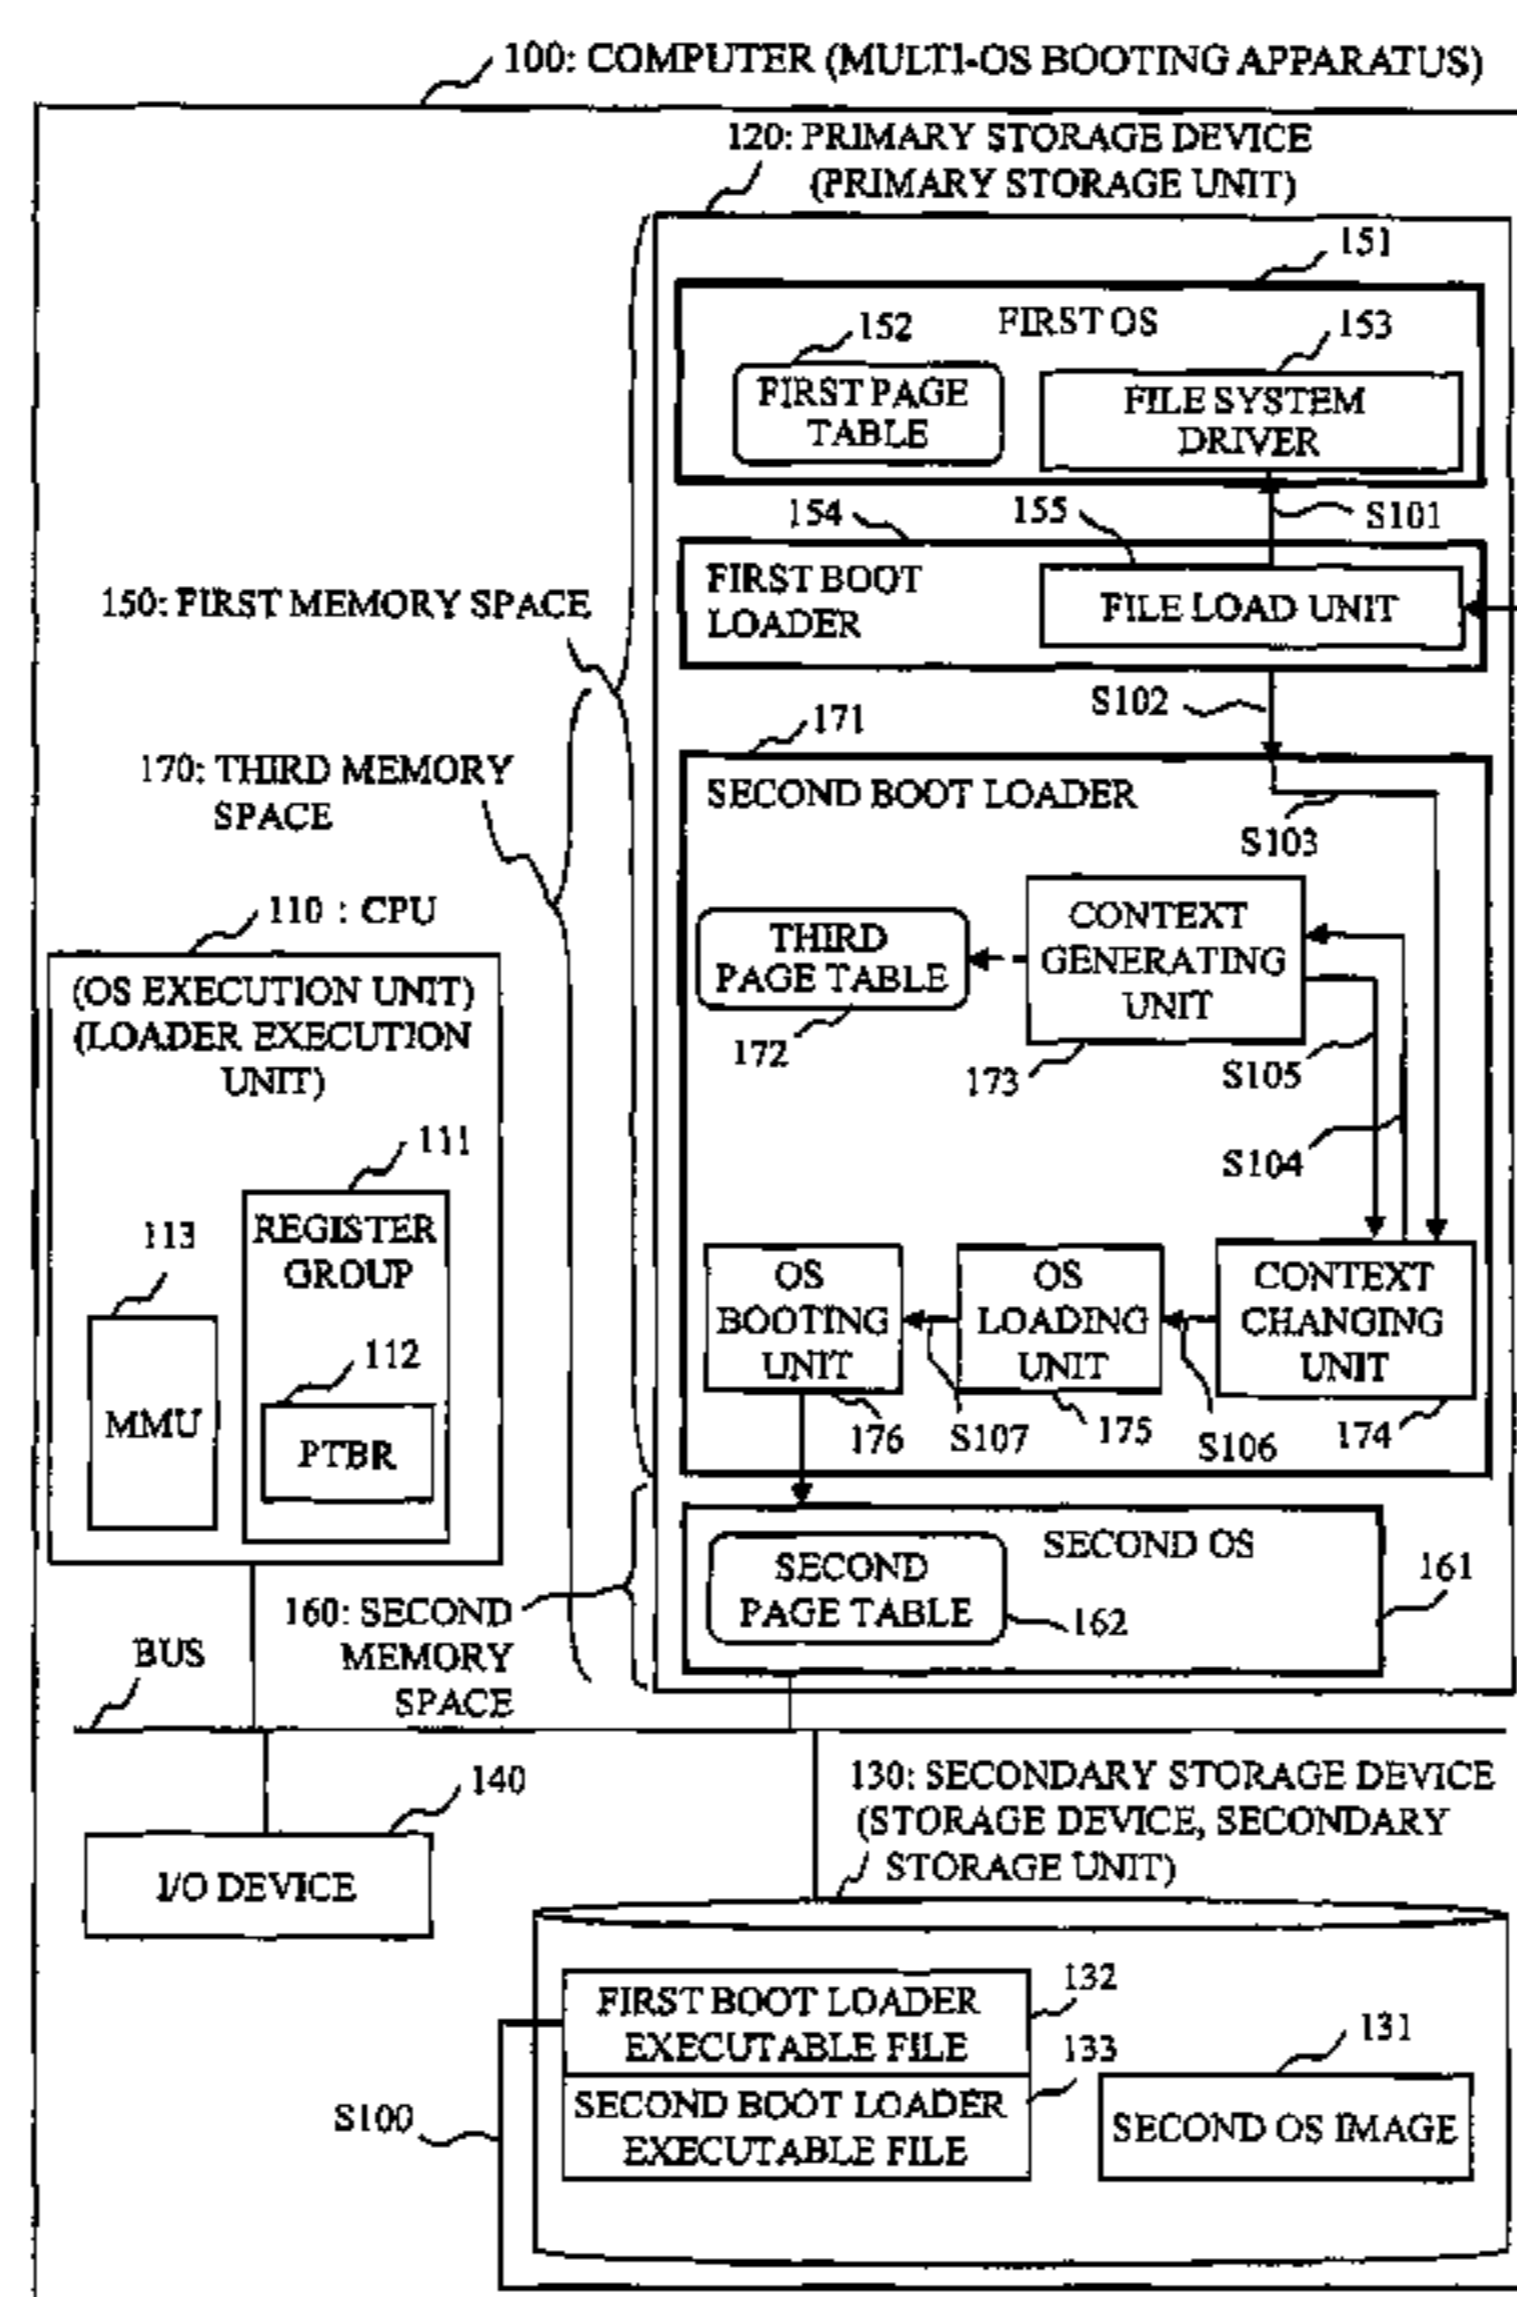 100: COMPUTER (MULTI-OS BOOTING APPARATUS)
120: PRIMARY STORAGE DEVICE
(PRIMARY STORAGE UNIT)
151
FIRST OS
152
153
FIRST PAGE
TABLE
FILE SYSTEM
DRIVER
154
155
S101
FIRST BOOT
LOADER
FILE LOAD UNIT
150: FIRST MEMORY SPACE
S102
171
170: THIRD MEMORY
SPACE
SECOND BOOT LOADER
S103
110 : CPU
(OS EXECUTION UNIT)
(LOADER EXECUTION
UNIT)
THIRD
PAGE TABLE
CONTEXT
GENERATING
UNIT
172
173
S105
S104
111
113
REGISTER
GROUP
112
MMU
PTBR
OS
BOOTING
UNIT
OS
LOADING
UNIT
CONTEXT
CHANGING
UNIT
176
S107
175
S106
174
SECOND OS
SECOND
PAGE TABLE
161
162
160: SECOND
MEMORY
SPACE
BUS
140
I/O DEVICE
130: SECONDARY STORAGE DEVICE
(STORAGE DEVICE, SECONDARY
STORAGE UNIT)
FIRST BOOT LOADER
EXECUTABLE FILE
132
SECOND BOOT LOADER
EXECUTABLE FILE
133
131
SECOND OS IMAGE
S100